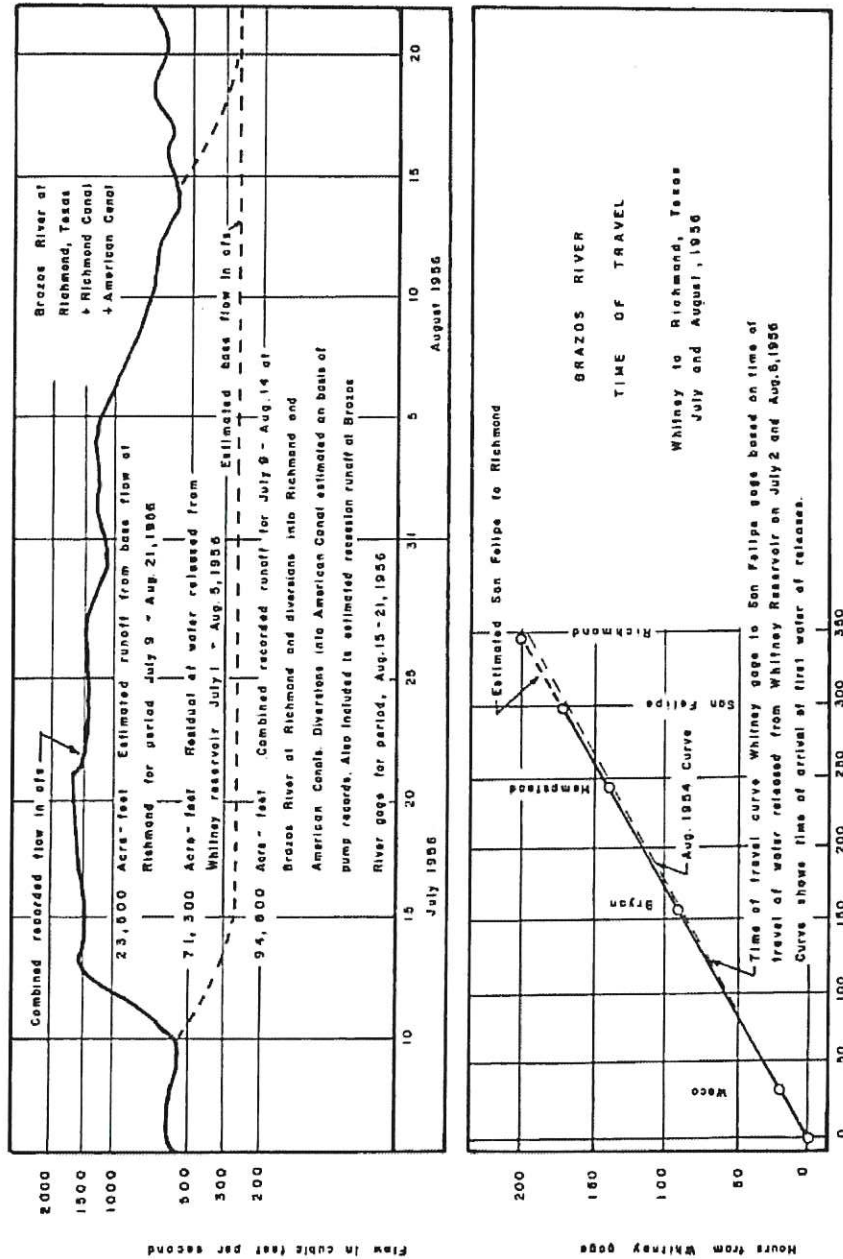 Flow in cubic feet per second
2000
1500
1000
500
300
200
Combined recorded flow in cfs
23,500 Acre-feet Estimated runoff from base flow at
Richmond for period July 9 - Aug. 21, 1956
71,300 Acre-feet Residual of water released from
Whitney reservoir July 1 - Aug. 5, 1956
Estimated base flow in cfs
94,800 Acre-feet Combined recorded runoff for July 9 - Aug. 14 at
Brazos River at Richmond and diversions into Richmond and
American Canals. Diversions into American Canal estimated on basis of
pump records. Also included is estimated recession runoff at Brazos
River gage for period, Aug. 15 - 21, 1956
Brazos River at
Richmond, Texas
+ Richmond Canal
+ American Canal
10
15
20
25
31
5
10
15
20
July 1956
August 1956
Hours from Whitney gage
200
150
100
50
0
Waco
Bryan
Hempstead
San Felipe
Richmond
Estimated San Felipe to Richmond
Aug. 1954 Curve
BRAZOS RIVER
TIME OF TRAVEL
Whitney to Richmond, Texas
July and August, 1956
Time of travel curve Whitney gage to San Felipe gage based on time of
travel of water released from Whitney Reservoir on July 2 and Aug. 6, 1956
Curve shows time of arrival of first water of releases.
0
50
100
150
200
250
300
350